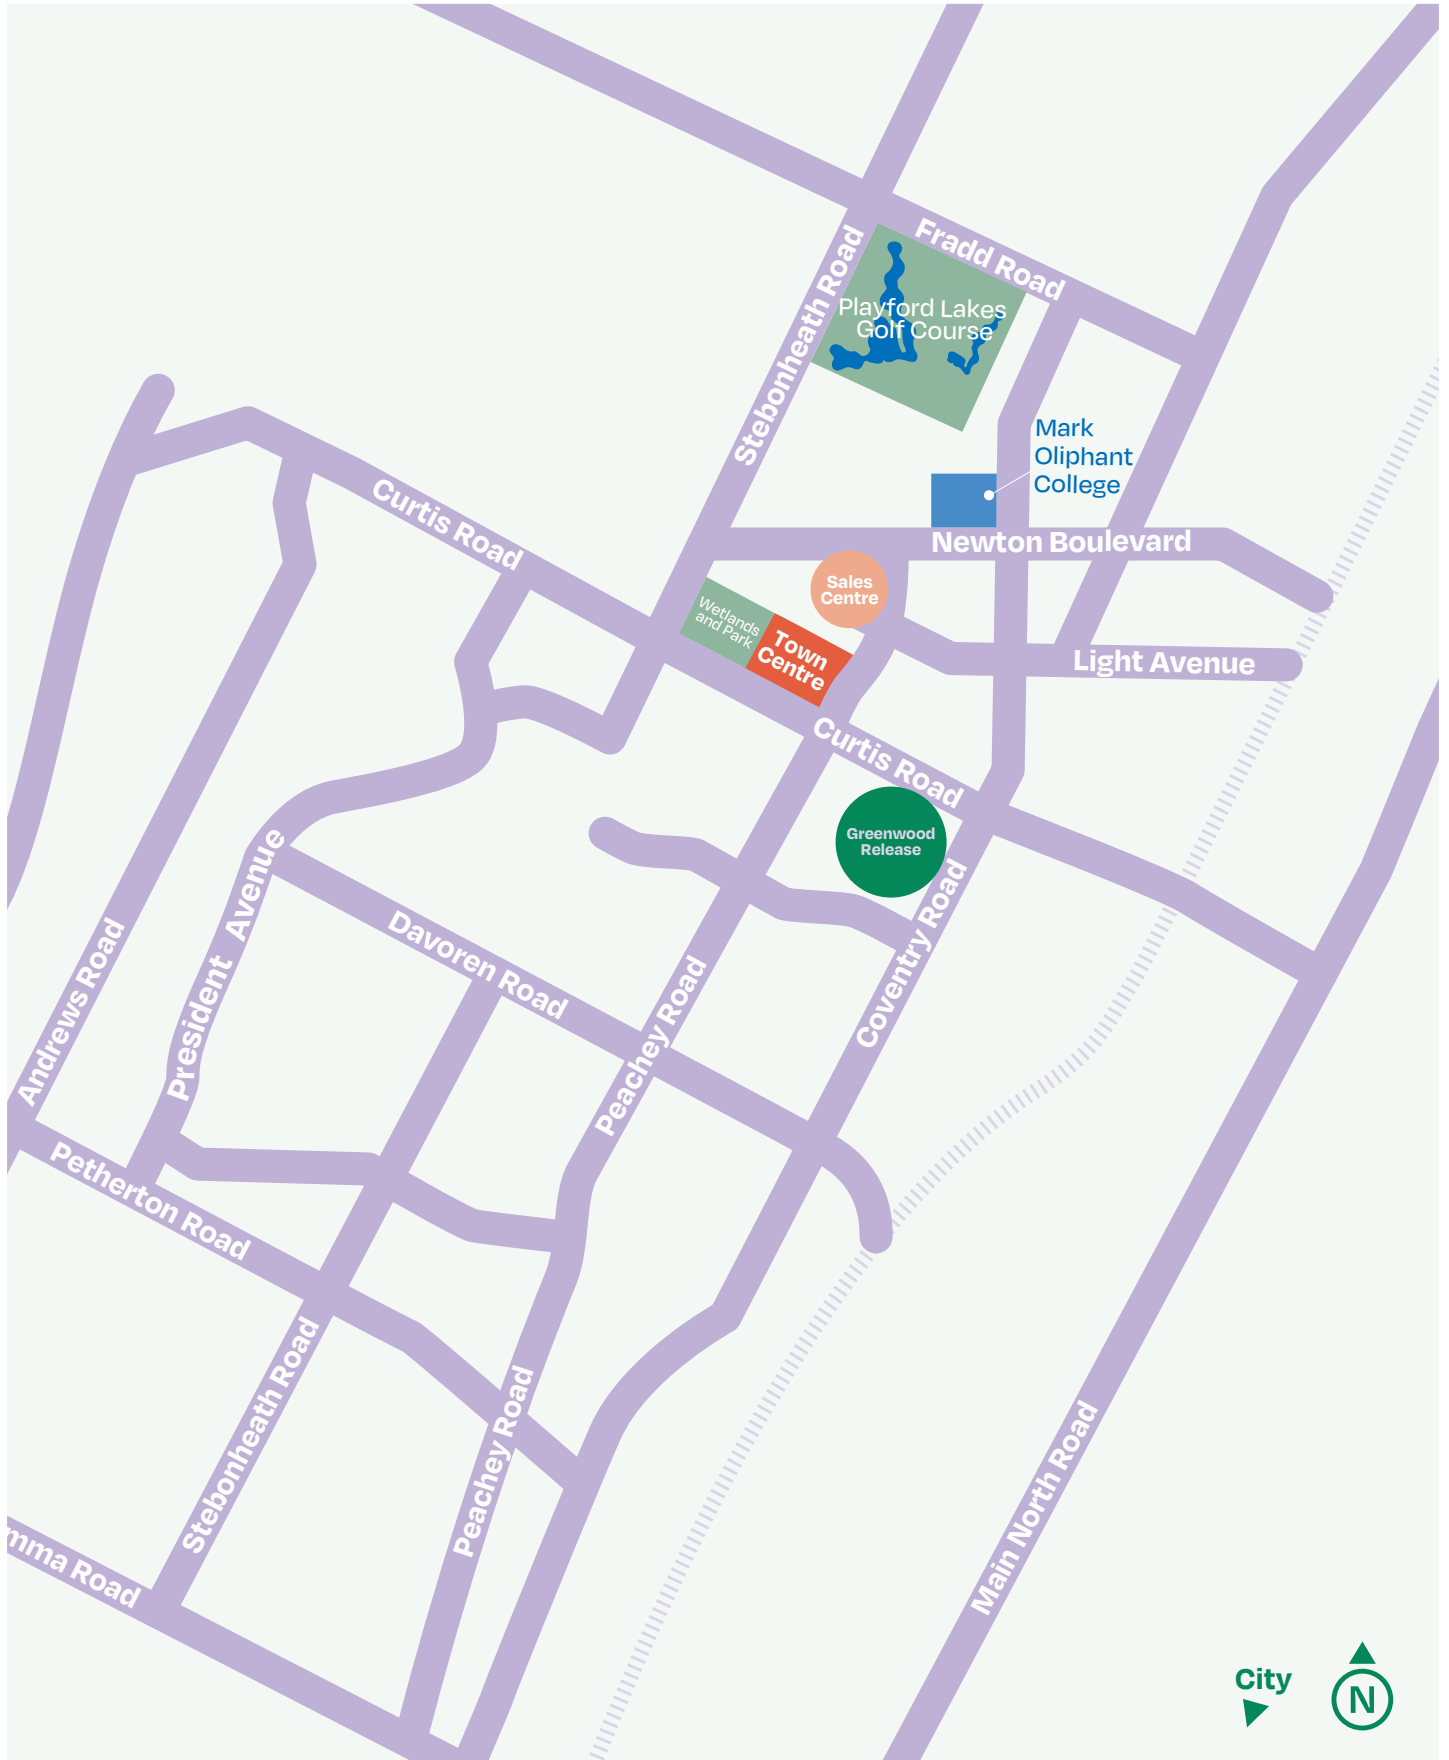 Fradd Road
Stebonheath Road
Playford Lakes
Golf Course
Mark
Oliphant
College
Curtis Road
Newton Boulevard
Sales
Centre
Wetlands
and Park
Town
Centre
Light Avenue
Curtis Road
Greenwood
Release
President Avenue
Davoren Road
Coventry Road
Andrews Road
Peachey Road
Petherton Road
Stebonheath Road
Peachey Road
Main North Road
mma Road
City
N